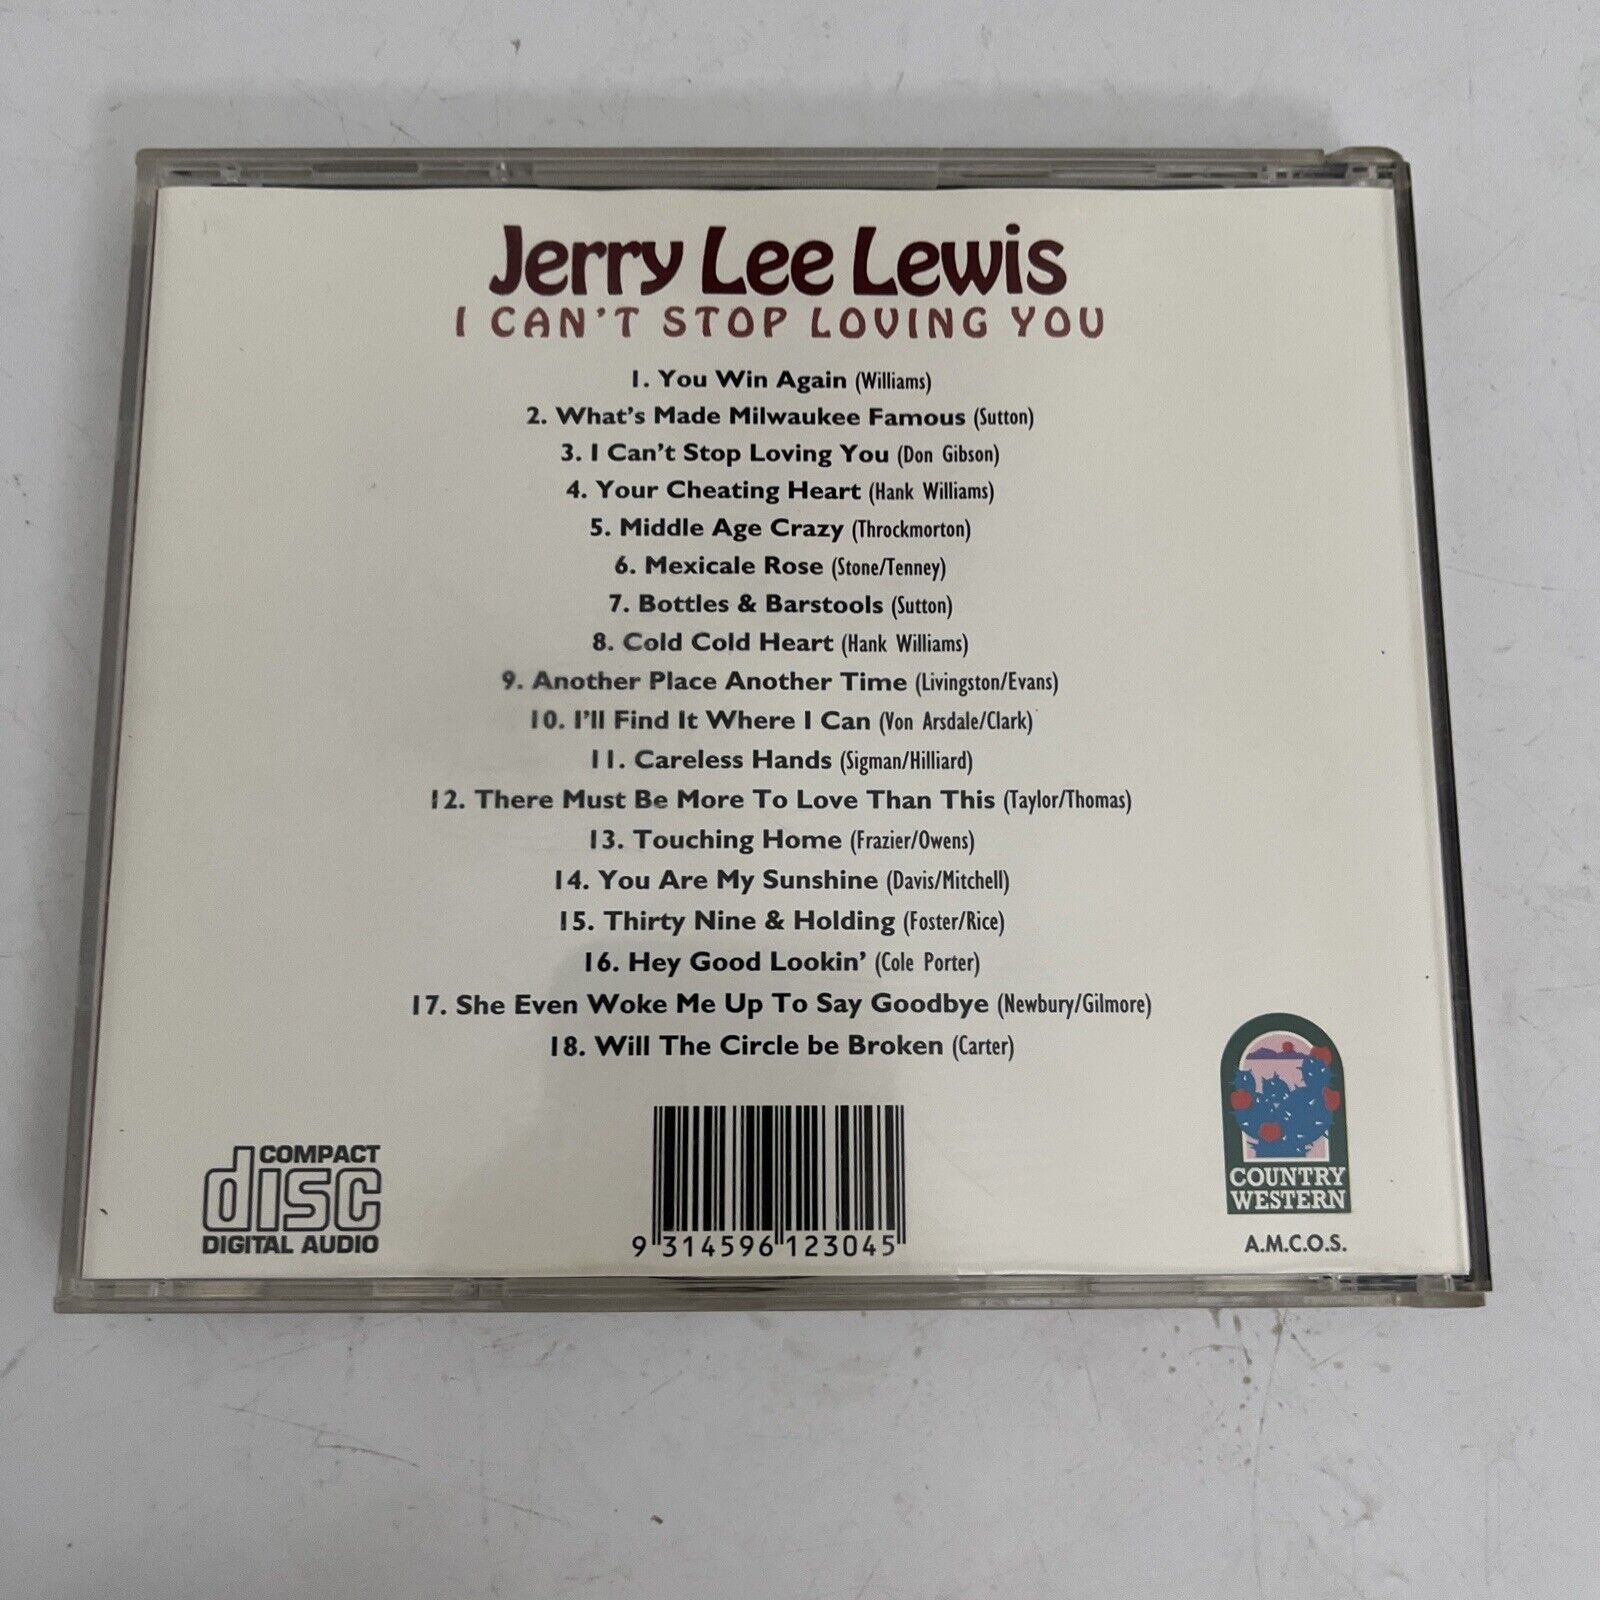 Jerry Lee Lewis
I CAN'T STOP LOVING YOU
1. You Win Again (Williams)
2. What's Made Milwaukee Famous (Sutton)
3. I Can't Stop Loving You (Don Gibson)
4. Your Cheating Heart (Hank Williams)
5. Middle Age Crazy (Throckmorton)
6. Mexicale Rose (Stone/Tenney)
7. Bottles & Barstools (Sutton)
8. Cold Cold Heart (Hank Williams)
9. Another Place Another Time (Livingston/Evans)
10. I'll Find It Where I Can (Von Arsdale/Clark)
11. Careless Hands (Sigman/Hilliard)
12. There Must Be More To Love Than This (Taylor/Thomas)
13. Touching Home (Frazier/Owens)
14. You Are My Sunshine (Davis/Mitchell)
15. Thirty Nine & Holding (Foster/Rice)
16. Hey Good Lookin' (Cole Porter)
17. She Even Woke Me Up To Say Goodbye (Newbury/Gilmore)
18. Will The Circle be Broken (Carter)
COMPACT
disc
DIGITAL AUDIO
9 314596 123045
COUNTRY
WESTERN
A.M.C.O.S.